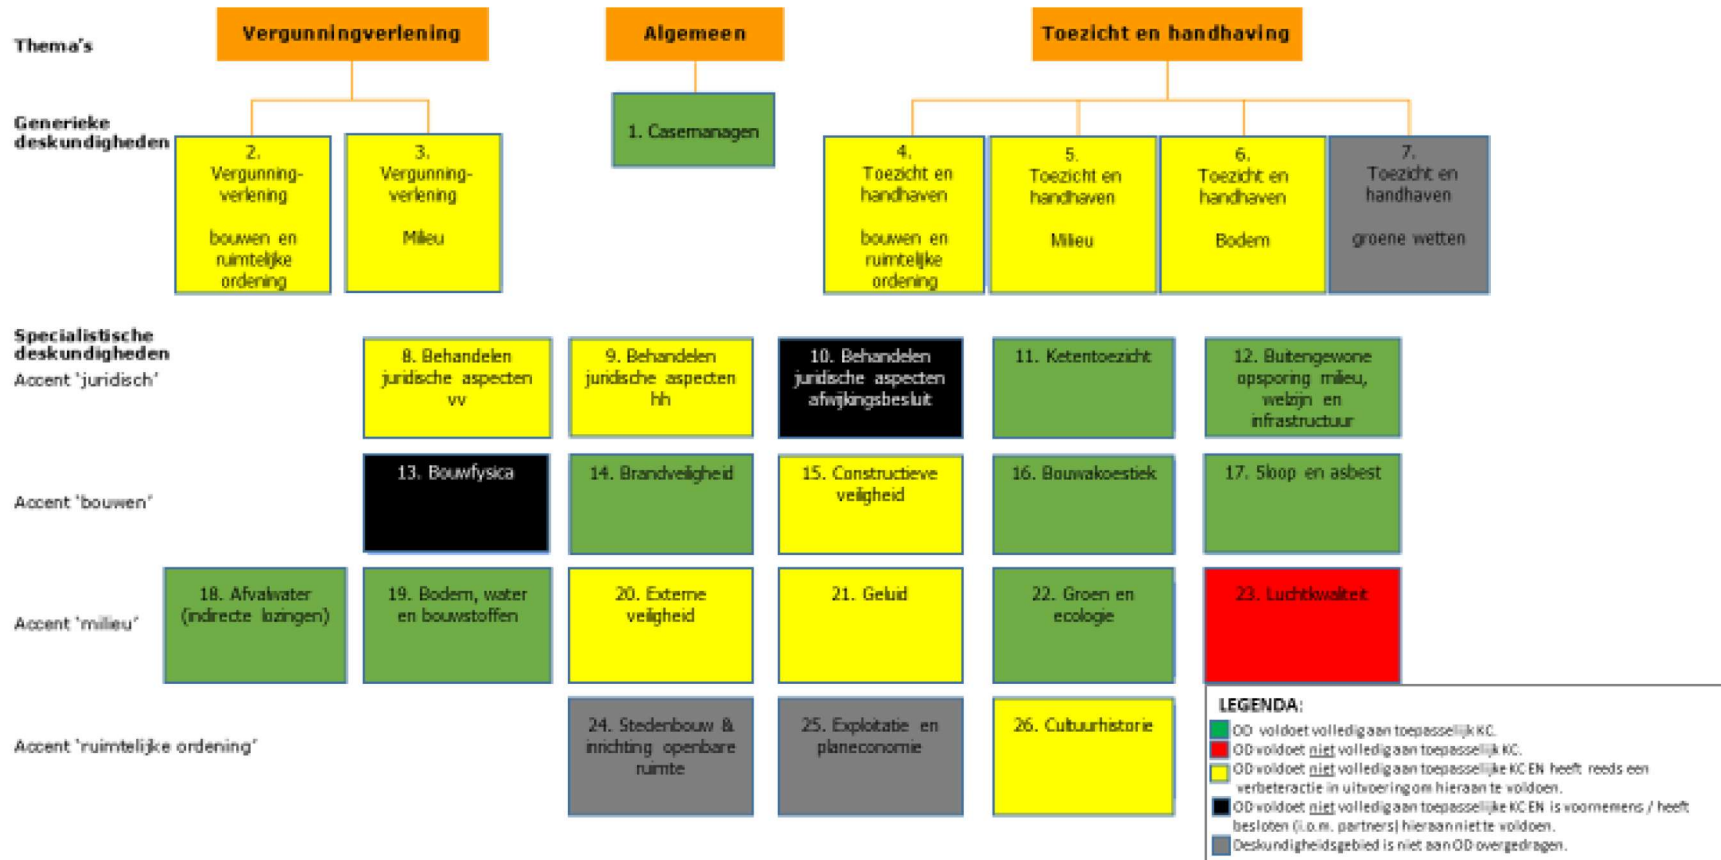 Thema's
Vergunningverlening
Algemeen
Toezicht en handhaving
Generieke
deskundigheden
1. Casemanagen
2.
Vergunning-
verlening
bouwen en
ruimtelijke
ordening
3.
Vergunning-
verlening
Milieu
4.
Toezicht en
handhaven
bouwen en
ruimtelijke
ordening
5.
Toezicht en
handhaven
Milieu
6.
Toezicht en
handhaven
Bodem
7.
Toezicht en
handhaven
groene wetten
Specialistische
deskundigheden
Accent 'juridisch'
8. Behandelen
juridische aspecten
vv
9. Behandelen
juridische aspecten
hh
10. Behandelen
juridische aspecten
afwijkingsbesluit
11. Ketentoezicht
12. Buitengewone
opsporing milieu,
welzijn en
infrastructuur
Accent 'bouwen'
13. Bouwfysica
14. Brandveiligheid
15. Constructieve
veiligheid
16. Bouwakoestiek
17. Sloop en asbest
Accent 'milieu'
18. Afvalwater
(indirecte lozingen)
19. Bodem, water
en bouwstoffen
20. Externe
veiligheid
21. Geluid
22. Groen en
ecologie
23. Luchtkwaliteit
Accent 'ruimtelijke ordening'
24. Stedenbouw &
inrichting openbare
ruimte
25. Exploitatie en
planeconomie
26. Cultuurhistorie
LEGENDA:
OD voldoet volledig aan toepasselijk KC.
OD voldoet niet volledig aan toepasselijk KC.
OD voldoet niet volledig aan toepasselijke KC EN heeft reeds een
verbeteractie in uitvoering om hieraan te voldoen.
OD voldoet niet volledig aan toepasselijke KC EN is voornemens / heeft
besloten (i.o.m. partners) hieraan niet te voldoen.
Deskundigheidsgebied is niet aan OD overgedragen.